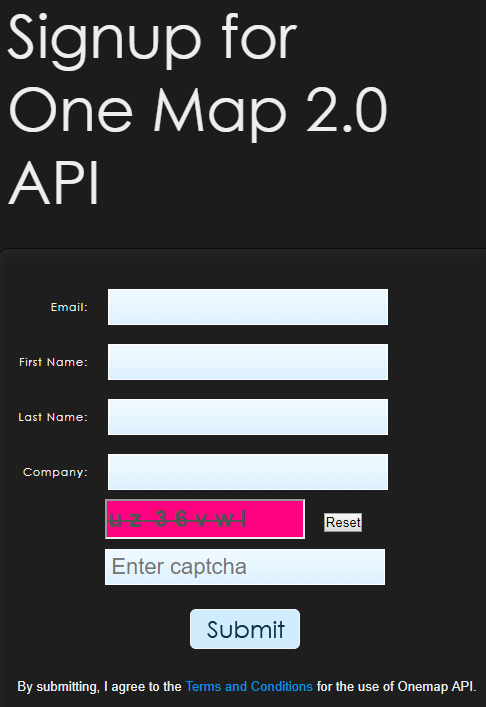 Signup for
One Map 2.0
API
Email:
First Name:
Last Name:
Company:
u z 3 6 v w l
Reset
Enter captcha
Submit
By submitting, I agree to the Terms and Conditions for the use of Onemap API.